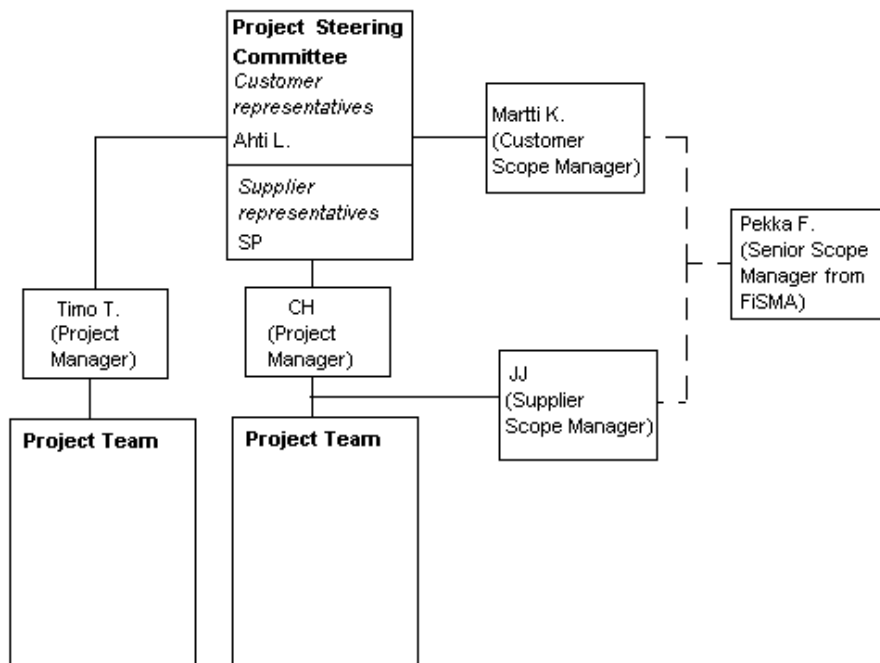 Project Steering
Committee
Customer
representatives
Ahti L.
Supplier
representatives
SP
Martti K.
(Customer
Scope Manager)
Pekka F.
(Senior Scope
Manager from
FiSMA)
Timo T.
(Project
Manager)
CH
(Project
Manager)
JJ
(Supplier
Scope Manager)
Project Team
Project Team